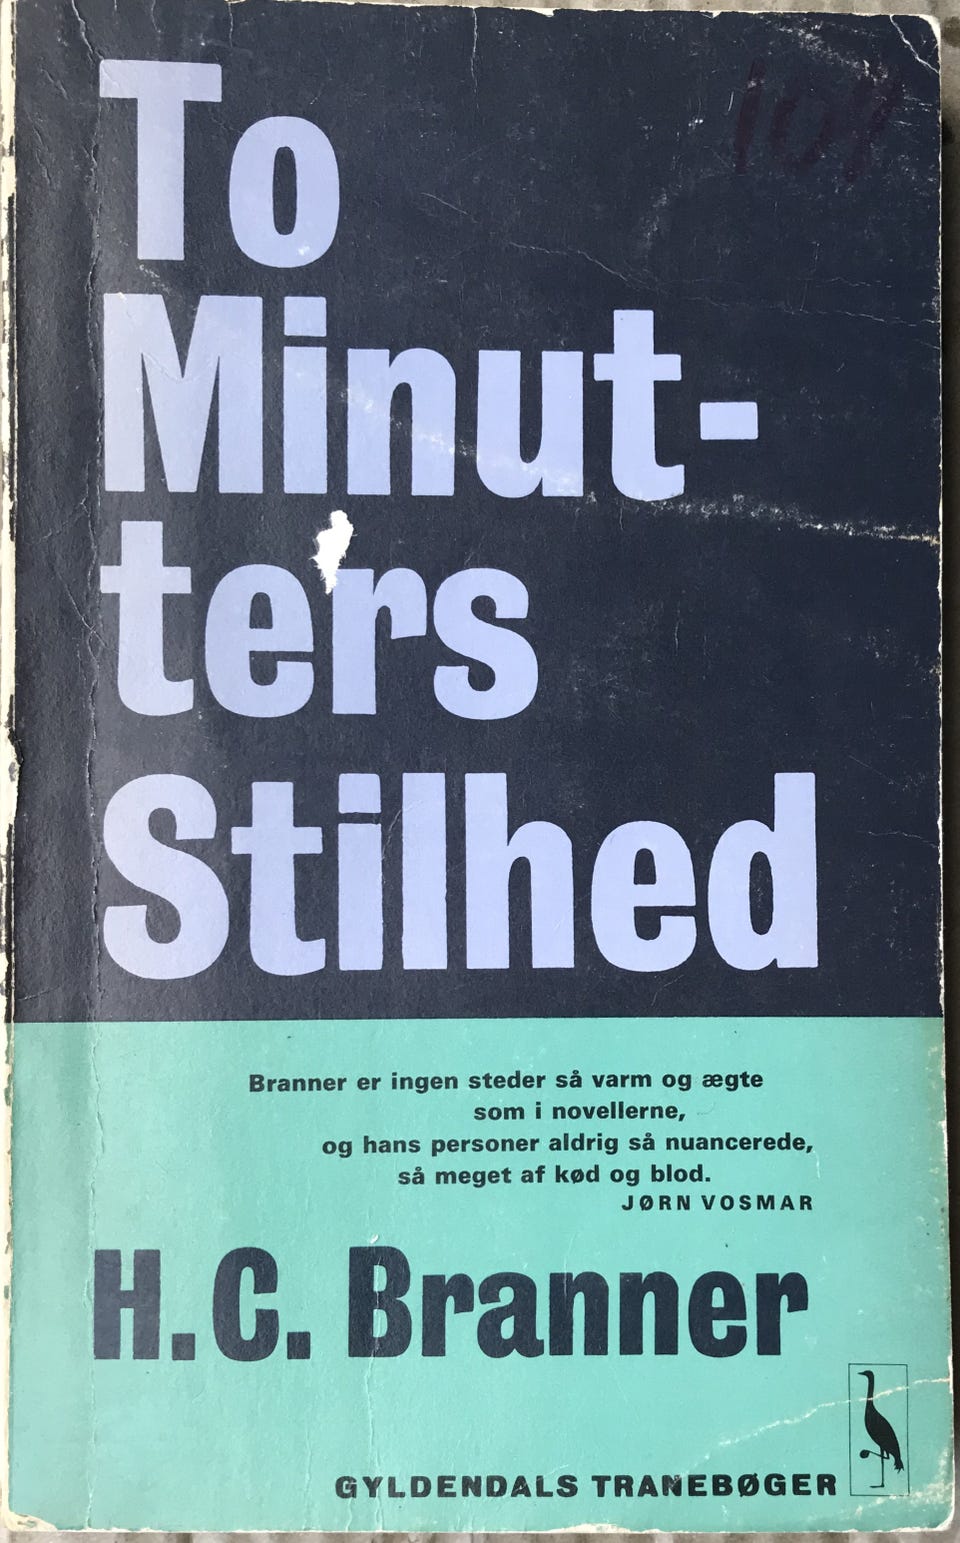 To
Minut-
ters
Stilhed
Branner er ingen steder så varm og ægte
som i novellerne,
og hans personer aldrig så nuancerede,
så meget af kød og blod.
JØRN VOSMAR
H.C. Branner
GYLDENDALS TRANEBØGER